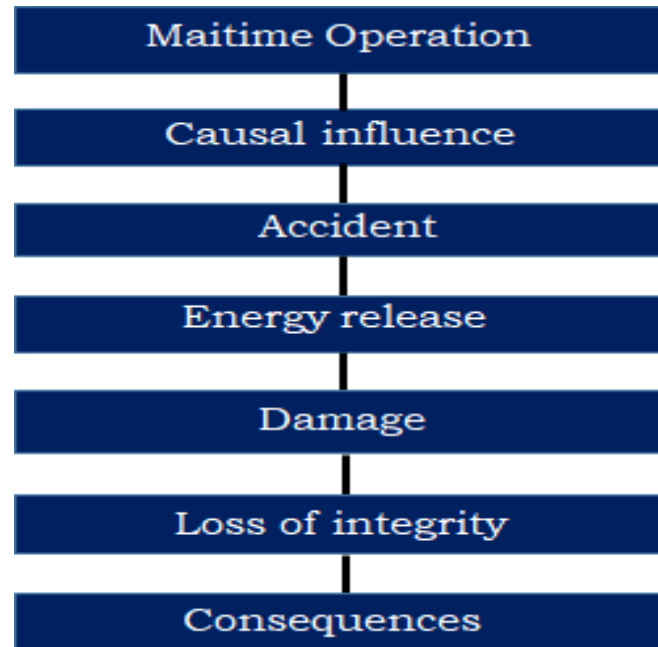 Maitime Operation
Causal influence
Accident
Energy release
Damage
Loss of integrity
Consequences